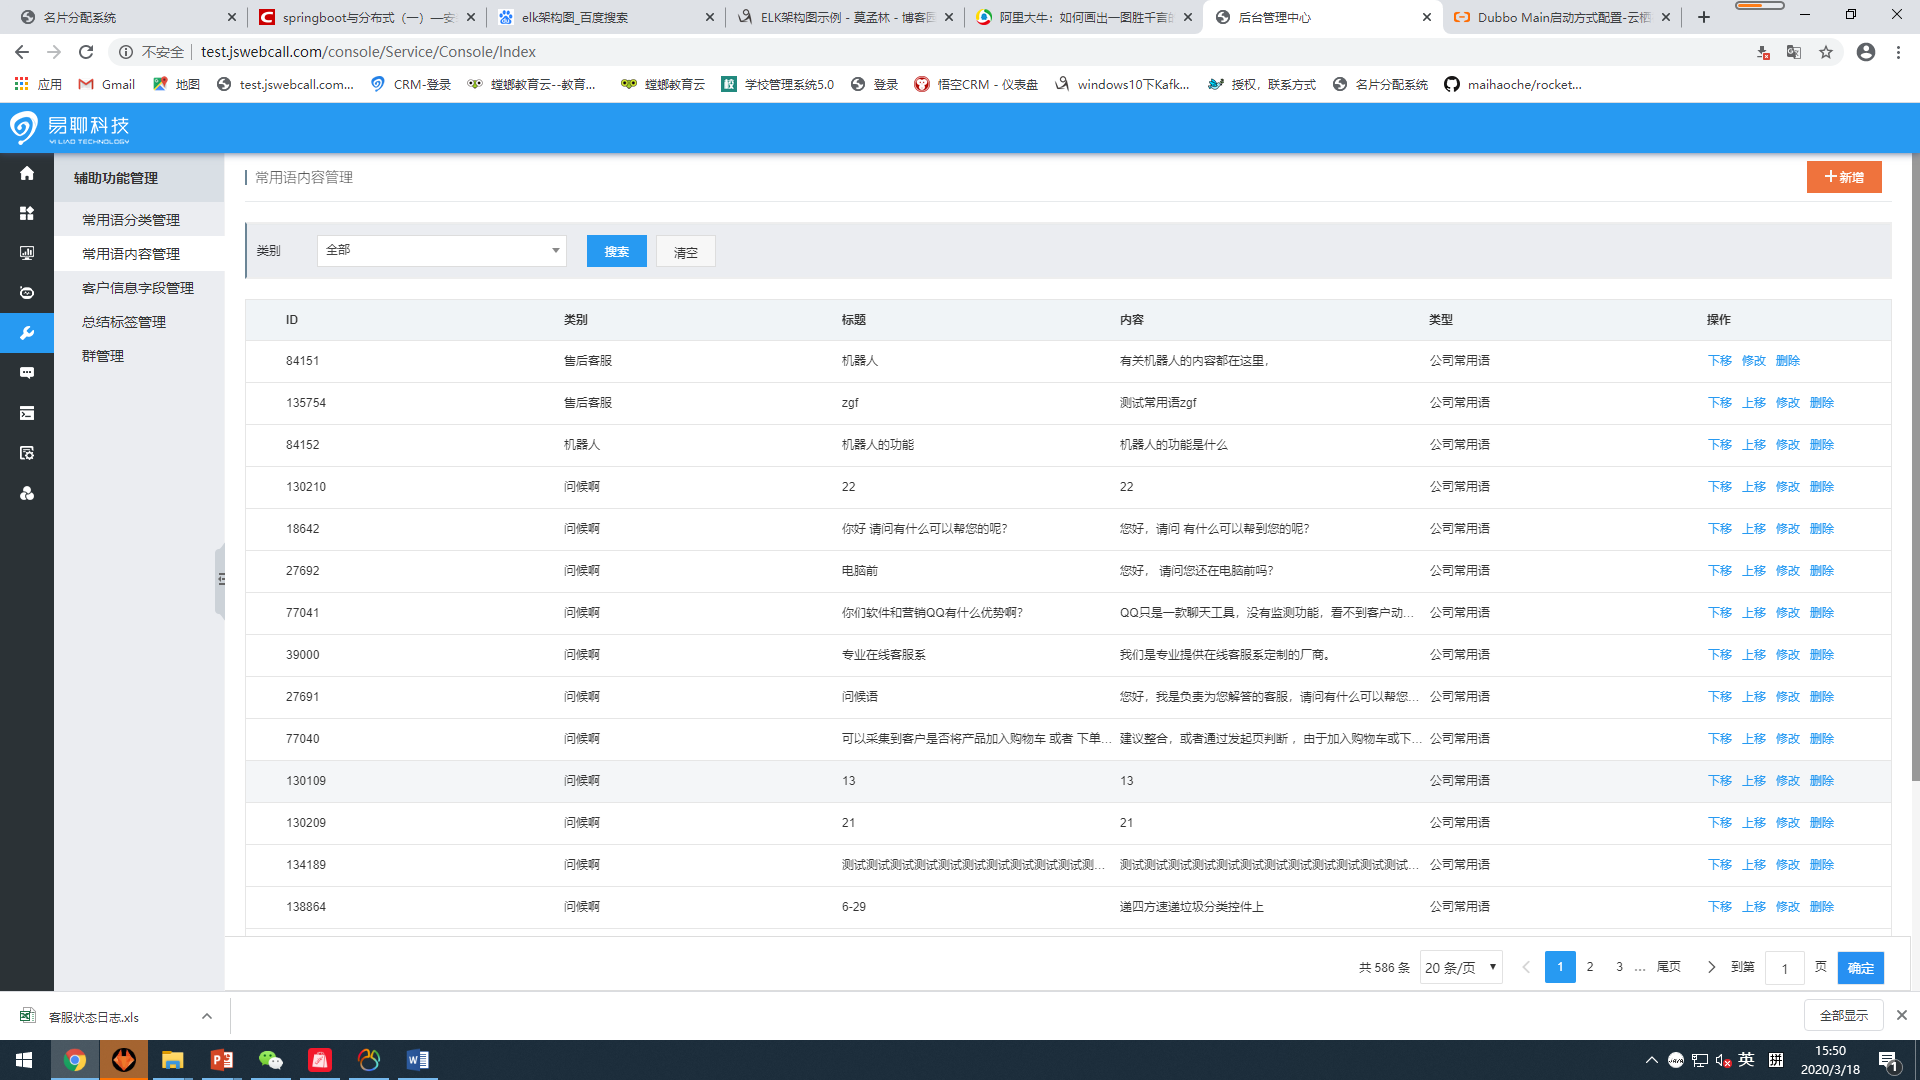 名片分配系统
springboot与分布式（一）—安
elk架构图_百度搜索
ELK架构图示例 - 莫孟林 - 博客园
阿里大牛：如何画出一图胜千言的
后台管理中心
Dubbo Main启动方式配置-云栖
不安全 test.jswebcall.com/console/Service/Console/Index
应用 Gmail 地图 test.jswebcall.com... CRM-登录 螳螂教育云--教育... 螳螂教育云 学校管理系统5.0 登录 悟空CRM - 仪表盘 windows10下Kafk... 授权，联系方式 名片分配系统 maihaoche/rocket...
易聊科技
YI LIAO TECHNOLOGY
辅助功能管理
常用语分类管理
常用语内容管理
客户信息字段管理
总结标签管理
群管理
常用语内容管理
新增
类别 全部 搜索 清空
ID 类别 标题 内容 类型 操作
84151 售后客服 机器人 有关机器人的内容都在这里, 公司常用语 下移 修改 删除
135754 售后客服 zgf 测试常用语zgf 公司常用语 下移 上移 修改 删除
84152 机器人 机器人的功能 机器人的功能是什么 公司常用语 下移 上移 修改 删除
130210 问候啊 22 22 公司常用语 下移 上移 修改 删除
18642 问候啊 你好 请问有什么可以帮您的呢? 您好，请问 有什么可以帮到您的呢? 公司常用语 下移 上移 修改 删除
27692 问候啊 电脑前 您好， 请问您还在电脑前吗? 公司常用语 下移 上移 修改 删除
77041 问候啊 你们软件和营销QQ有什么优势啊? QQ只是一款聊天工具，没有监测功能，看不到客户动... 公司常用语 下移 上移 修改 删除
39000 问候啊 专业在线客服系 我们是专业提供在线客服系定制的厂商。 公司常用语 下移 上移 修改 删除
27691 问候啊 问候语 您好，我是负责为您解答的客服，请问有什么可以帮您... 公司常用语 下移 上移 修改 删除
77040 问候啊 可以采集到客户是否将产品加入购物车 或者 下单... 建议整合，或者通过发起页判断 ，由于加入购物车或下... 公司常用语 下移 上移 修改 删除
130109 问候啊 13 13 公司常用语 下移 上移 修改 删除
130209 问候啊 21 21 公司常用语 下移 上移 修改 删除
134189 问候啊 测试测试测试测试测试测试测试测试测试测试测... 测试测试测试测试测试测试测试测试测试测试测试测试... 公司常用语 下移 上移 修改 删除
138864 问候啊 6-29 递四方速递垃圾分类控件上 公司常用语 下移 上移 修改 删除
共 586 条 20 条/页 1 2 3 ... 尾页 到第 1 页 确定
客服状态日志.xls
全部显示
英 拼
15:50
2020/3/18
1